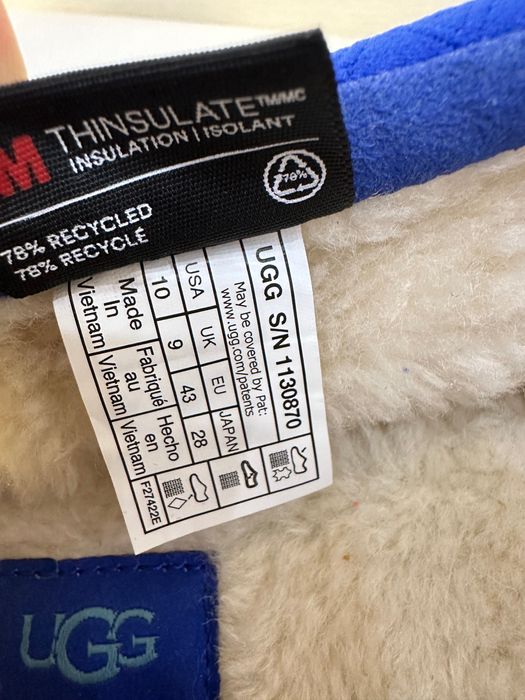 M THINSULATE™/MC
INSULATION | ISOLANT
78%
78% RECYCLED
78% RECYCLÉ
UGG S/N 1130870
May be covered by Pat:
www.ugg.com/patents
USA UK EU JAPAN
10 9 43 28
Made Fabriqué Hecho
In au en
Vietnam Vietnam Vietnam F27422E
UGG